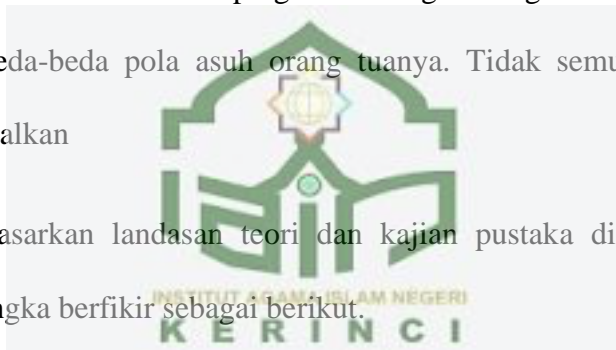 eda-beda pola asuh orang tuanya. Tidak semu
alkan
asarkan landasan teori dan kajian pustaka di
ngka berfikir sebagai berikut.
INSTITUT AGAMA ISLAM NEGERI
KERINCI